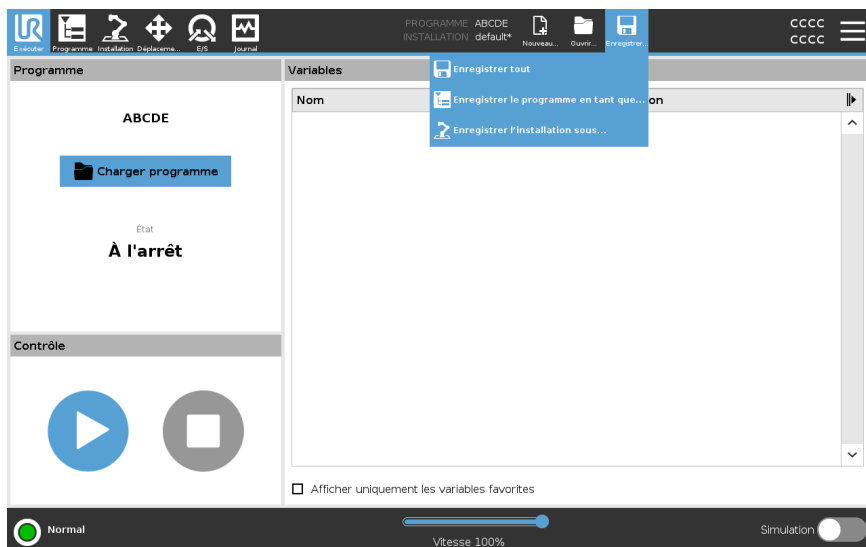 UR
Exécuter
Programme
Installation
Déplaceme...
E/S
Journal
PROGRAMME ABCDE
INSTALLATION default*
Nouveau...
Ouvrir...
Enregistrer...
CCCC
CCCC
Programme
ABCDE
Charger programme
État
À l'arrêt
Contrôle
Variables
Enregistrer tout
Enregistrer le programme en tant que...
Enregistrer l'installation sous...
Nom
on
Afficher uniquement les variables favorites
Normal
Vitesse 100%
Simulation